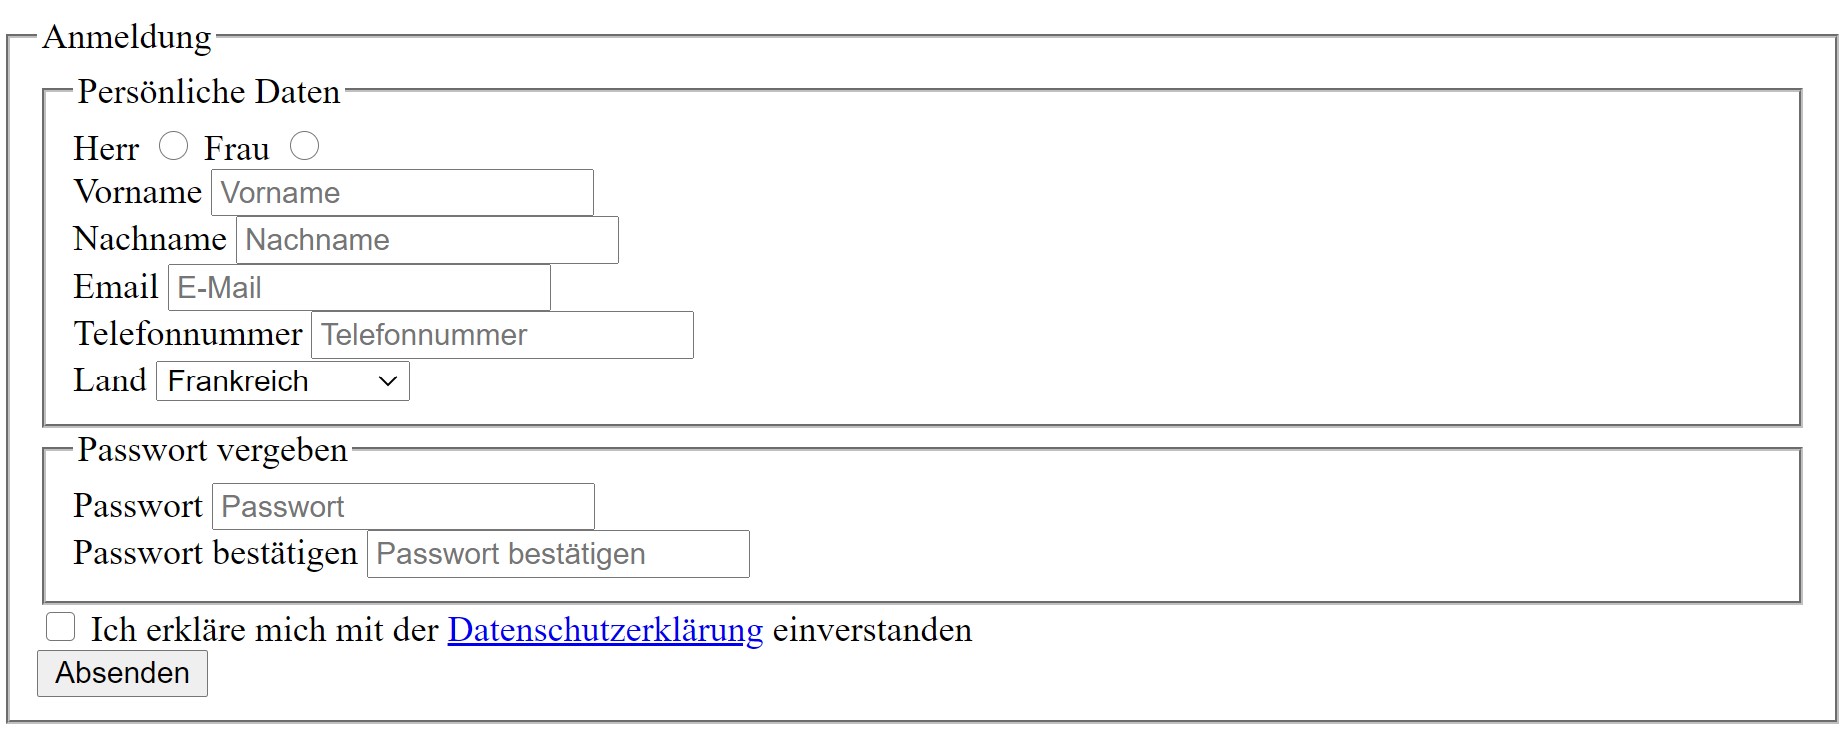 Anmeldung
Persönliche Daten
Herr Frau
Vorname Vorname
Nachname Nachname
Email E-Mail
Telefonnummer Telefonnummer
Land Frankreich
Passwort vergeben
Passwort Passwort
Passwort bestätigen Passwort bestätigen
Ich erkläre mich mit der Datenschutzerklärung einverstanden
Absenden